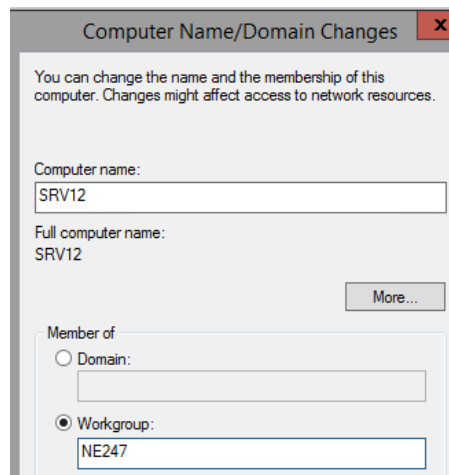 Computer Name/Domain Changes
x
You can change the name and the membership of this
computer. Changes might affect access to network resources.
Computer name:
SRV12
Full computer name:
SRV12
More...
Member of
Domain:
Workgroup:
NE247